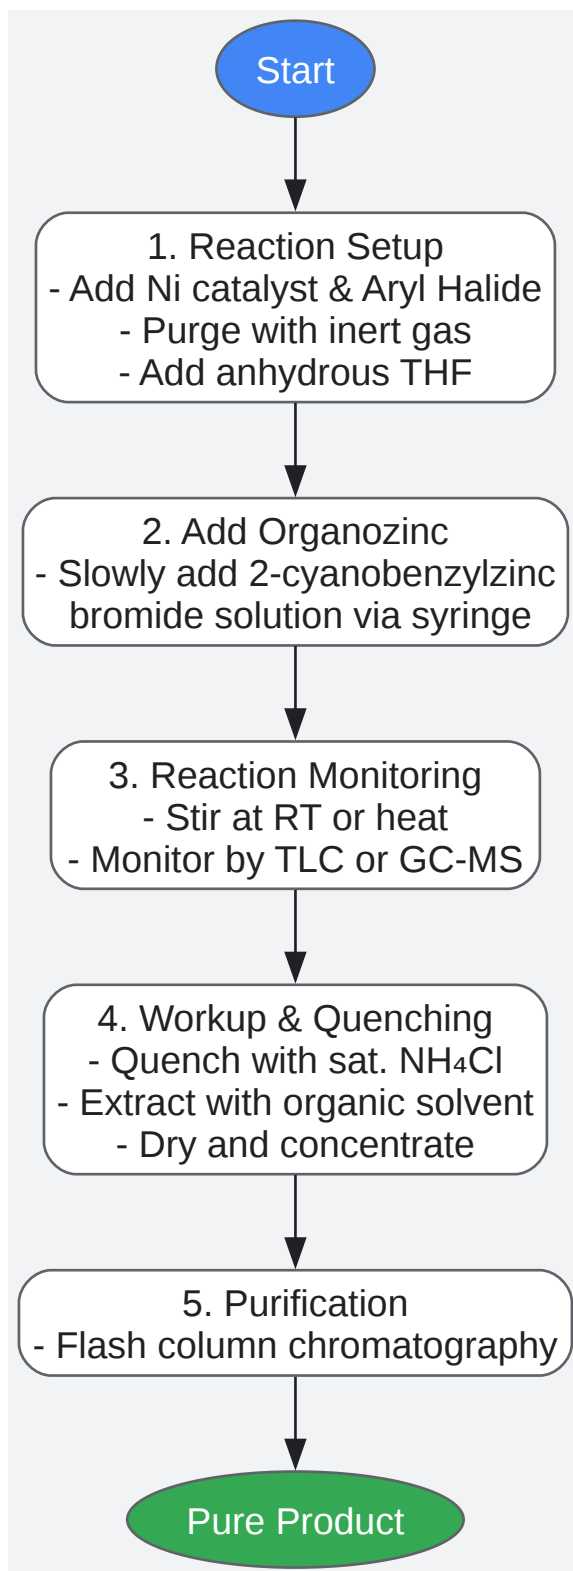 Start
1. Reaction Setup
- Add Ni catalyst & Aryl Halide
- Purge with inert gas
- Add anhydrous THF
2. Add Organozinc
- Slowly add 2-cyanobenzylzinc
bromide solution via syringe
3. Reaction Monitoring
- Stir at RT or heat
- Monitor by TLC or GC-MS
4. Workup & Quenching
- Quench with sat. NH₄Cl
- Extract with organic solvent
- Dry and concentrate
5. Purification
- Flash column chromatography
Pure Product